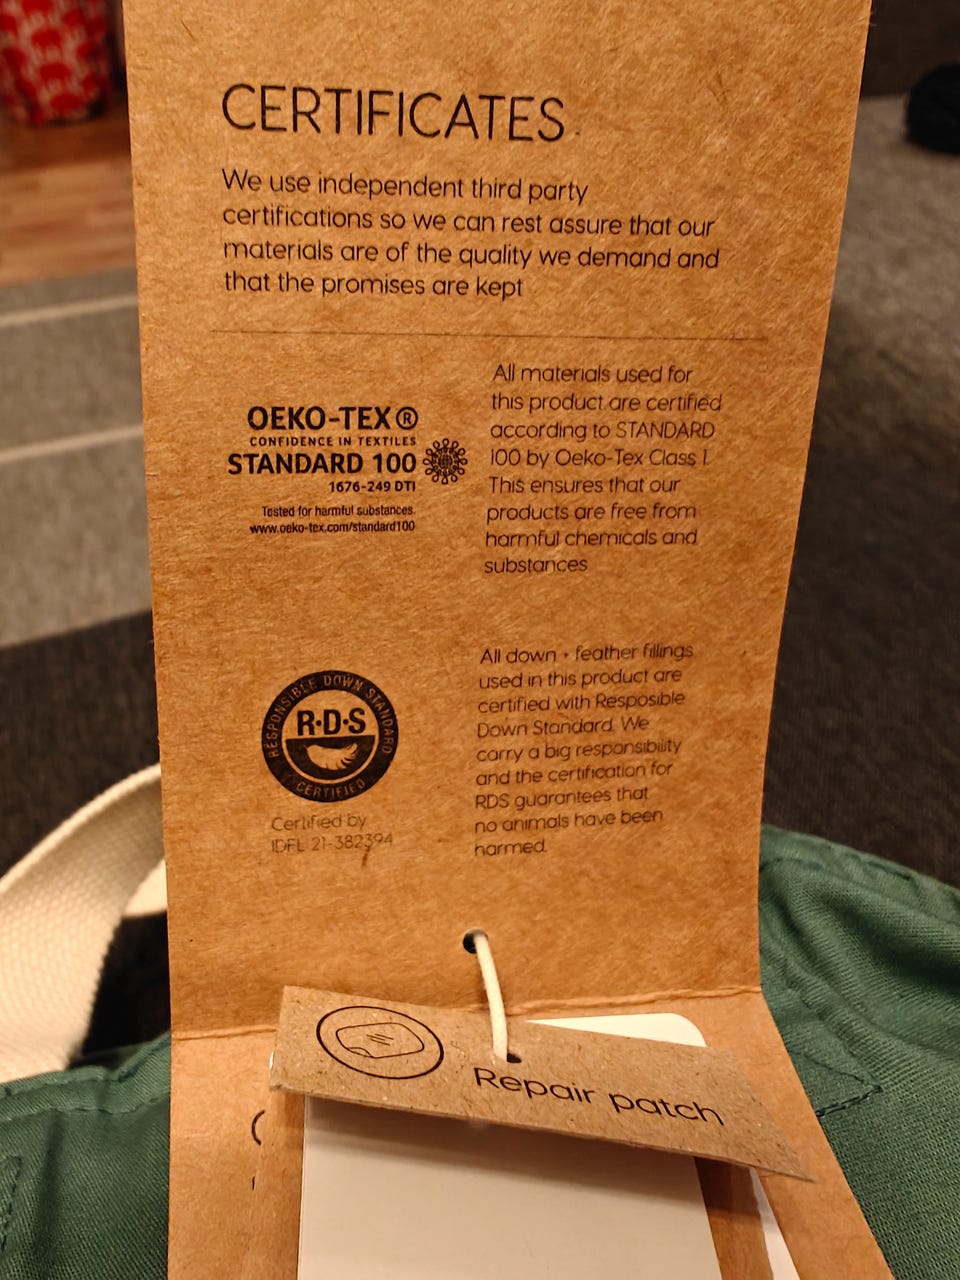 CERTIFICATES
We use independent third party
certifications so we can rest assure that our
materials are of the quality we demand and
that the promises are kept
OEKO-TEX®
CONFIDENCE IN TEXTILES
STANDARD 100
1676-249 DTI
Tested for harmful substances.
www.oeko-tex.com/standard100
All materials used for
this product are certified
according to STANDARD
100 by Oeko-Tex Class 1.
This ensures that our
products are free from
harmful chemicals and
substances
RESPONSIBLE DOWN STANDARD
R·D·S
CERTIFIED
Certified by
IDFL 21-382394
All down + feather fillings
used in this product are
certified with Resposible
Down Standard. We
carry a big responsibility
and the certification for
RDS guarantees that
no animals have been
harmed.
Repair patch